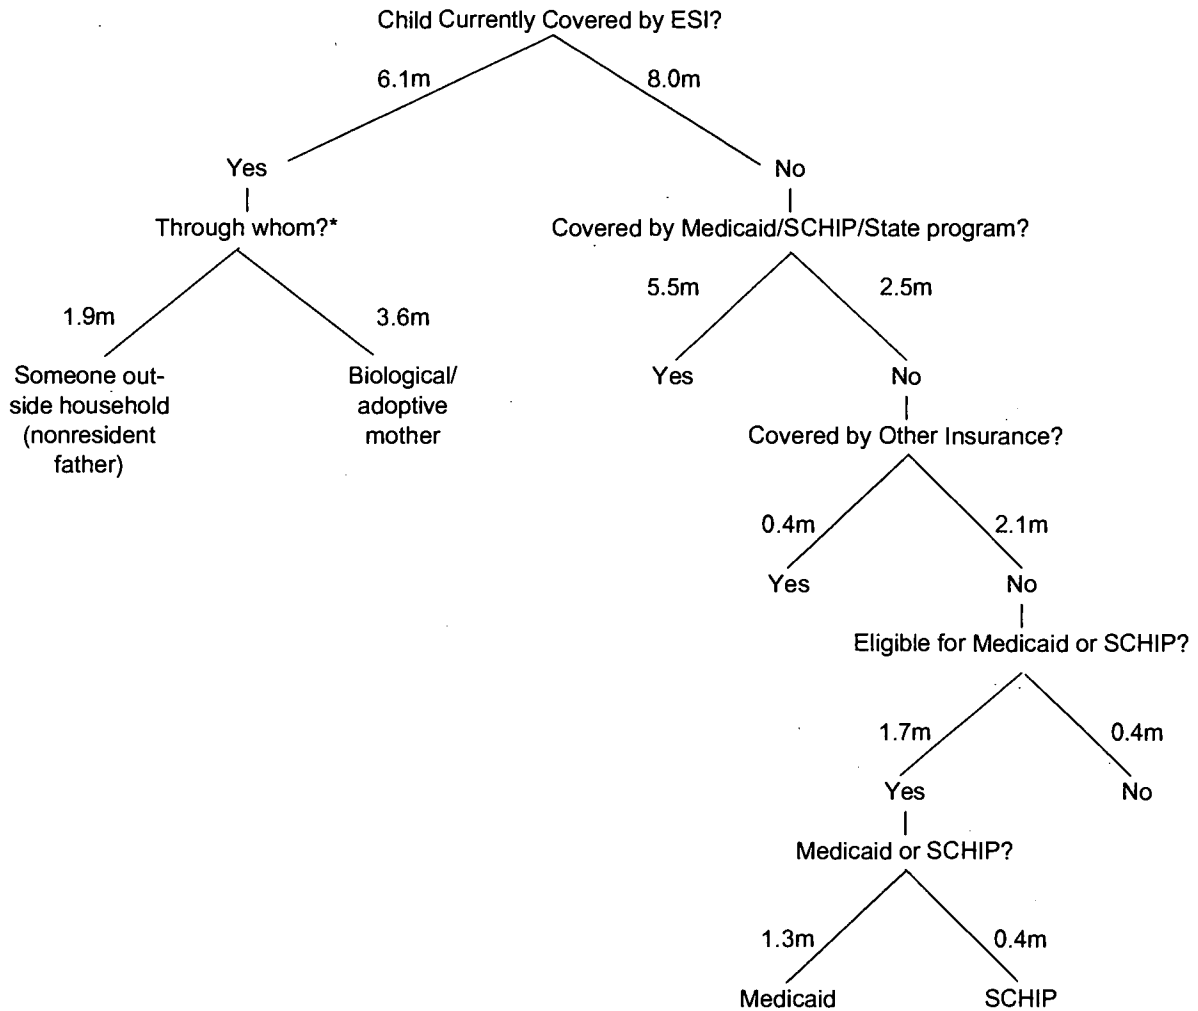 Child Currently Covered by ESI?
6.1m
8.0m
Yes
No
Through whom?*
Covered by Medicaid/SCHIP/State program?
1.9m
3.6m
5.5m
2.5m
Someone out-
side household
(nonresident
father)
Biological/
adoptive
mother
Yes
No
Covered by Other Insurance?
0.4m
2.1m
Yes
No
Eligible for Medicaid or SCHIP?
1.7m
0.4m
Yes
No
Medicaid or SCHIP?
1.3m
0.4m
Medicaid
SCHIP